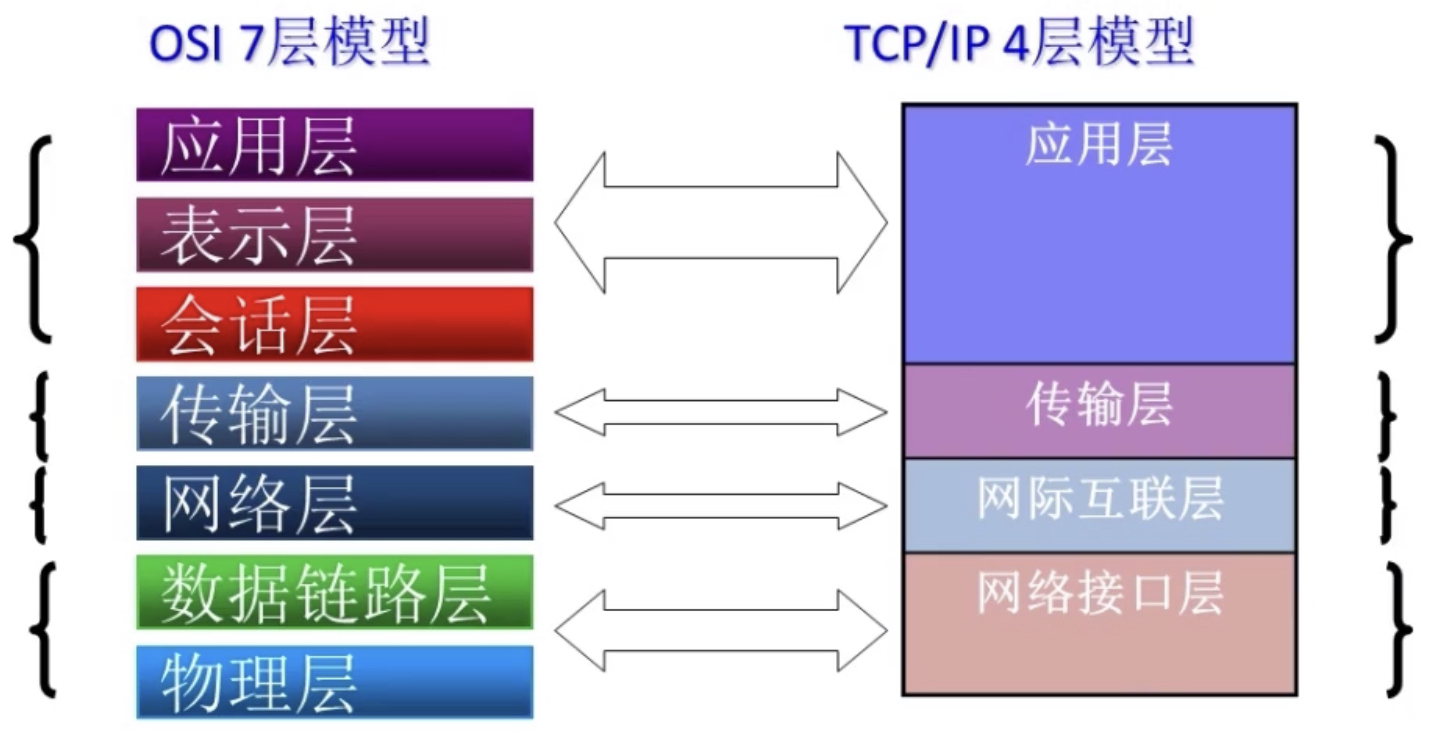 OSI 7层模型
TCP/IP 4层模型
应用层
表示层
会话层
传输层
网络层
数据链路层
物理层
应用层
传输层
网际互联层
网络接口层